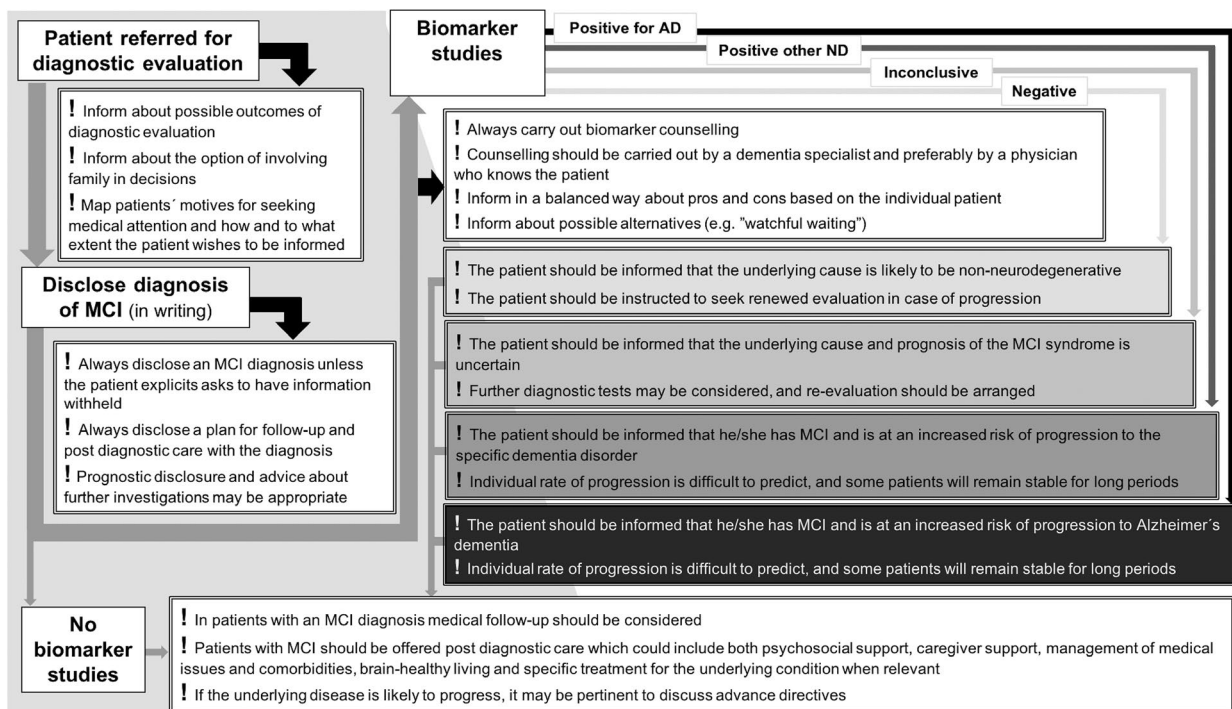 Patient referred for
diagnostic evaluation
! Inform about possible outcomes of
diagnostic evaluation
! Inform about the option of involving
family in decisions
! Map patients´ motives for seeking
medical attention and how and to what
extent the patient wishes to be informed
Disclose diagnosis
of MCI (in writing)
! Always disclose an MCI diagnosis unless
the patient explicits asks to have information
withheld
! Always disclose a plan for follow-up and
post diagnostic care with the diagnosis
! Prognostic disclosure and advice about
further investigations may be appropriate
Biomarker
studies
Positive for AD
Positive other ND
Inconclusive
Negative
! Always carry out biomarker counselling
! Counselling should be carried out by a dementia specialist and preferably by a physician
who knows the patient
! Inform in a balanced way about pros and cons based on the individual patient
! Inform about possible alternatives (e.g. ”watchful waiting”)
! The patient should be informed that the underlying cause is likely to be non-neurodegenerative
! The patient should be instructed to seek renewed evaluation in case of progression
! The patient should be informed that the underlying cause and prognosis of the MCI syndrome is
uncertain
! Further diagnostic tests may be considered, and re-evaluation should be arranged
! The patient should be informed that he/she has MCI and is at an increased risk of progression to the
specific dementia disorder
! Individual rate of progression is difficult to predict, and some patients will remain stable for long periods
! The patient should be informed that he/she has MCI and is at an increased risk of progression to Alzheimer´s
dementia
! Individual rate of progression is difficult to predict, and some patients will remain stable for long periods
No
biomarker
studies
! In patients with an MCI diagnosis medical follow-up should be considered
! Patients with MCI should be offered post diagnostic care which could include both psychosocial support, caregiver support, management of medical
issues and comorbidities, brain-healthy living and specific treatment for the underlying condition when relevant
! If the underlying disease is likely to progress, it may be pertinent to discuss advance directives